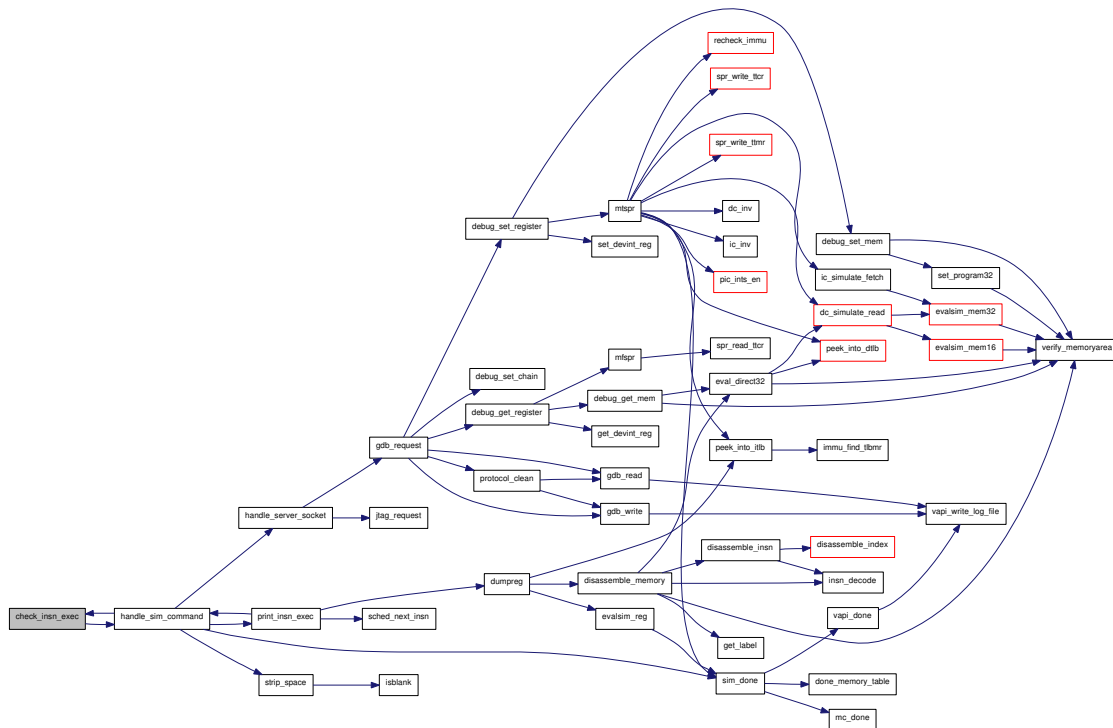 recheck_immu
spr_write_ttcr
spr_write_ttmr
mtspr
dc_inv
debug_set_register
debug_set_mem
set_devint_reg
ic_inv
ic_simulate_fetch
set_program32
pic_ints_en
dc_simulate_read
evalsim_mem32
spr_read_ttcr
peek_into_dtlb
evalsim_mem16
verify_memoryarea
mfspr
debug_set_chain
eval_direct32
debug_get_mem
debug_get_register
get_devint_reg
gdb_request
peek_into_itlb
immu_find_tlbmr
protocol_clean
gdb_read
handle_server_socket
jtag_request
gdb_write
vapi_write_log_file
disassemble_insn
disassemble_index
dumpreg
disassemble_memory
insn_decode
check_insn_exec
handle_sim_command
print_insn_exec
sched_next_insn
evalsim_reg
vapi_done
get_label
strip_space
isblank
sim_done
done_memory_table
mc_done